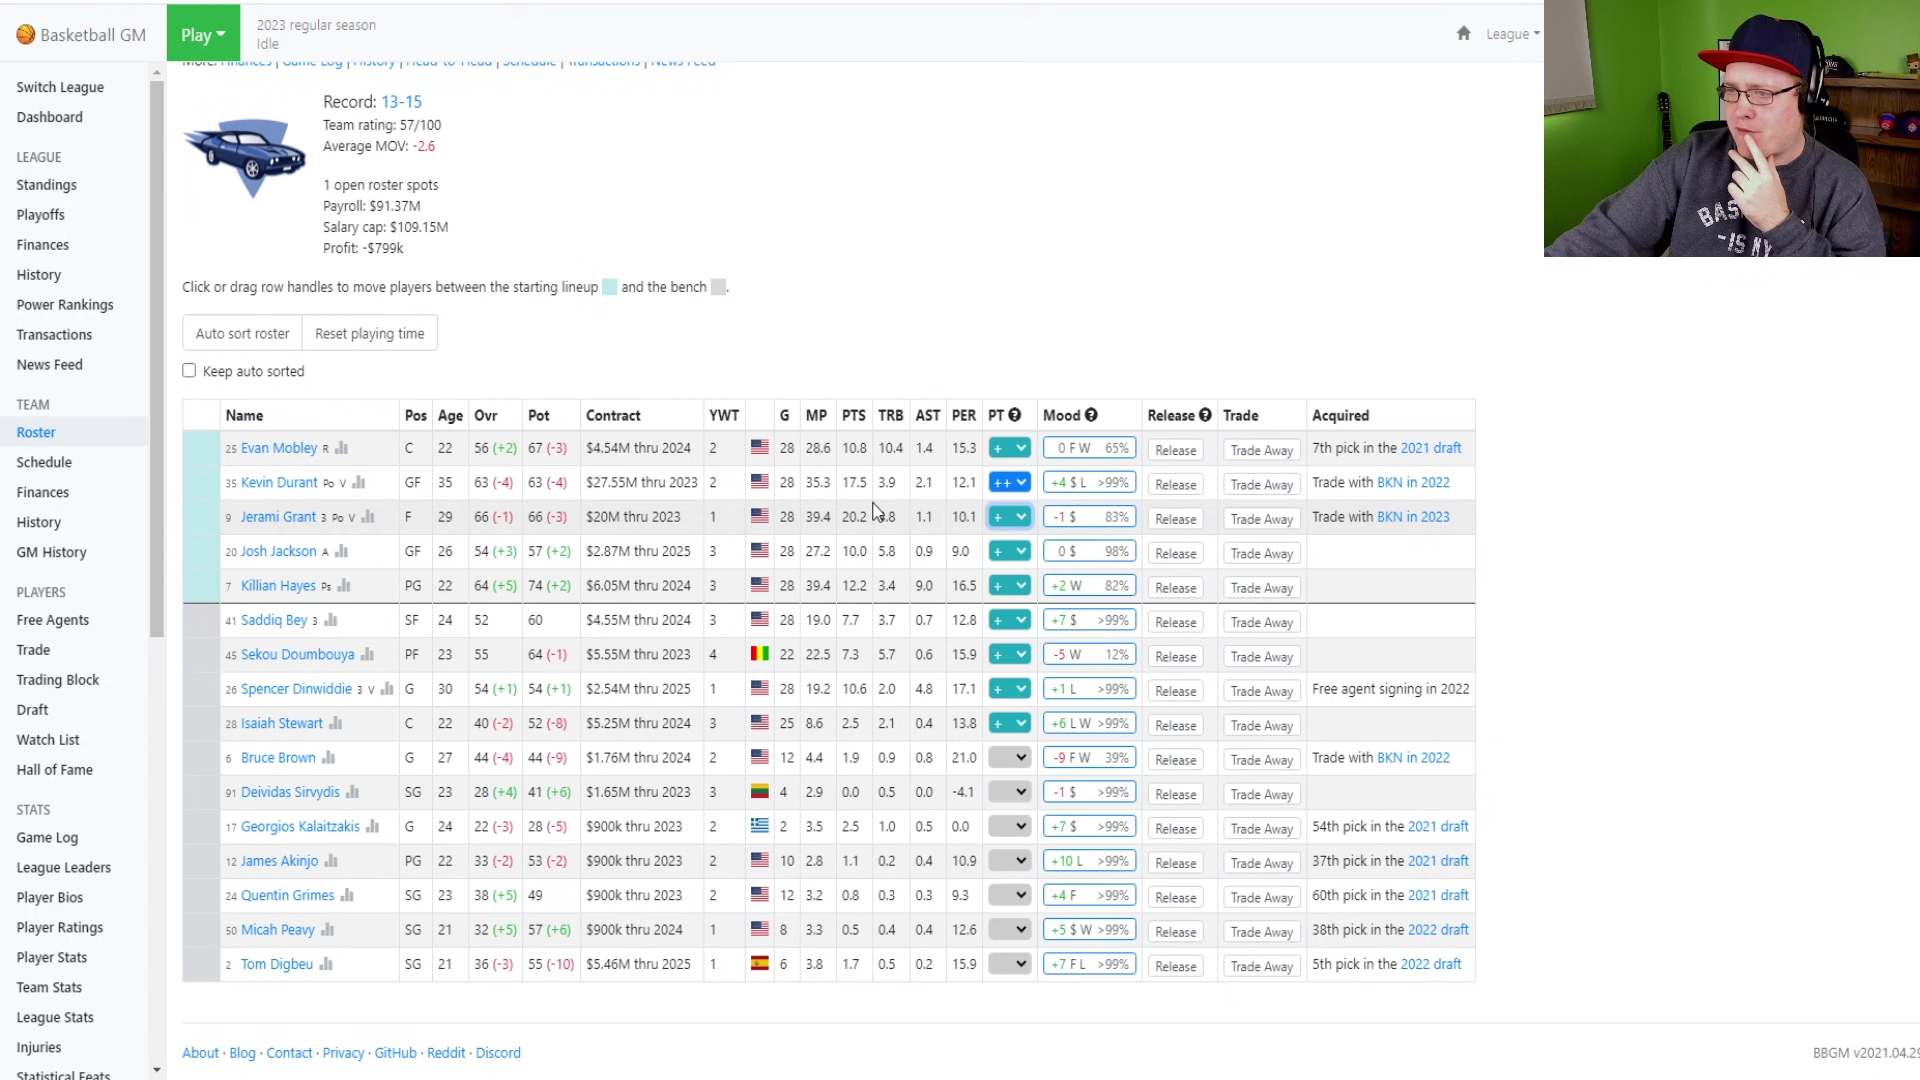 Basketball GM
Play
2023 regular season
Idle
League
More: Finances | Game Log | History | Head-to-Head | Schedule | Transactions | News Feed
Switch League
Dashboard
LEAGUE
Standings
Playoffs
Finances
History
Power Rankings
Transactions
News Feed
TEAM
Roster
Schedule
Finances
History
GM History
PLAYERS
Free Agents
Trade
Trading Block
Draft
Watch List
Hall of Fame
STATS
Game Log
League Leaders
Player Bios
Player Ratings
Player Stats
Team Stats
League Stats
Injuries
Statistical Feats
Record: 13-15
Team rating: 57/100
Average MOV: -2.6
1 open roster spots
Payroll: $91.37M
Salary cap: $109.15M
Profit: -$799k
Click or drag row handles to move players between the starting lineup and the bench .
Auto sort roster Reset playing time
Keep auto sorted
Name Pos Age Ovr Pot Contract YWT G MP PTS TRB AST PER PT ? Mood ? Release ? Trade Acquired
25 Evan Mobley R C 22 56 (+2) 67 (-3) $4.54M thru 2024 2 28 28.6 10.8 10.4 1.4 15.3 + 0 F W 65% Release Trade Away 7th pick in the 2021 draft
35 Kevin Durant Po V GF 35 63 (-4) 63 (-4) $27.55M thru 2023 2 28 35.3 17.5 3.9 2.1 12.1 ++ +4 $ L >99% Release Trade Away Trade with BKN in 2022
9 Jerami Grant 3 Po V F 29 66 (-1) 66 (-3) $20M thru 2023 1 28 39.4 20.2 .8 1.1 10.1 + -1 $ 83% Release Trade Away Trade with BKN in 2023
20 Josh Jackson A GF 26 54 (+3) 57 (+2) $2.87M thru 2025 3 28 27.2 10.0 5.8 0.9 9.0 + 0 $ 98% Release Trade Away
7 Killian Hayes Ps PG 22 64 (+5) 74 (+2) $6.05M thru 2024 3 28 39.4 12.2 3.4 9.0 16.5 + +2 W 82% Release Trade Away
41 Saddiq Bey 3 SF 24 52 60 $4.55M thru 2024 3 28 19.0 7.7 3.7 0.7 12.8 + +7 $ >99% Release Trade Away
45 Sekou Doumbouya PF 23 55 64 (-1) $5.55M thru 2023 4 22 22.5 7.3 5.7 0.6 15.9 + -5 W 12% Release Trade Away
26 Spencer Dinwiddie 3 V G 30 54 (+1) 54 (+1) $2.54M thru 2025 1 28 19.2 10.6 2.0 4.8 17.1 + +1 L >99% Release Trade Away Free agent signing in 2022
28 Isaiah Stewart C 22 40 (-2) 52 (-8) $5.25M thru 2024 3 25 8.6 2.5 2.1 0.4 13.8 + +6 L W >99% Release Trade Away
6 Bruce Brown G 27 44 (-4) 44 (-9) $1.76M thru 2024 2 12 4.4 1.9 0.9 0.8 21.0 -9 F W 39% Release Trade Away Trade with BKN in 2022
91 Deividas Sirvydis SG 23 28 (+4) 41 (+6) $1.65M thru 2023 3 4 2.9 0.0 0.5 0.0 -4.1 -1 $ >99% Release Trade Away
17 Georgios Kalaitzakis G 24 22 (-3) 28 (-5) $900k thru 2023 2 2 3.5 2.5 1.0 0.5 0.0 +7 $ >99% Release Trade Away 54th pick in the 2021 draft
12 James Akinjo PG 22 33 (-2) 53 (-2) $900k thru 2023 2 10 2.8 1.1 0.2 0.4 10.9 +10 L >99% Release Trade Away 37th pick in the 2021 draft
24 Quentin Grimes SG 23 38 (+5) 49 $900k thru 2023 2 12 3.2 0.8 0.3 0.3 9.3 +4 F >99% Release Trade Away 60th pick in the 2021 draft
50 Micah Peavy SG 21 32 (+5) 57 (+6) $900k thru 2024 1 8 3.3 0.5 0.4 0.4 12.6 +5 $ W >99% Release Trade Away 38th pick in the 2022 draft
2 Tom Digbeu SG 21 36 (-3) 55 (-10) $5.46M thru 2025 1 6 3.8 1.7 0.5 0.2 15.9 +7 F L >99% Release Trade Away 5th pick in the 2022 draft
About · Blog · Contact · Privacy · GitHub · Reddit · Discord
BBGM v2021.04.29